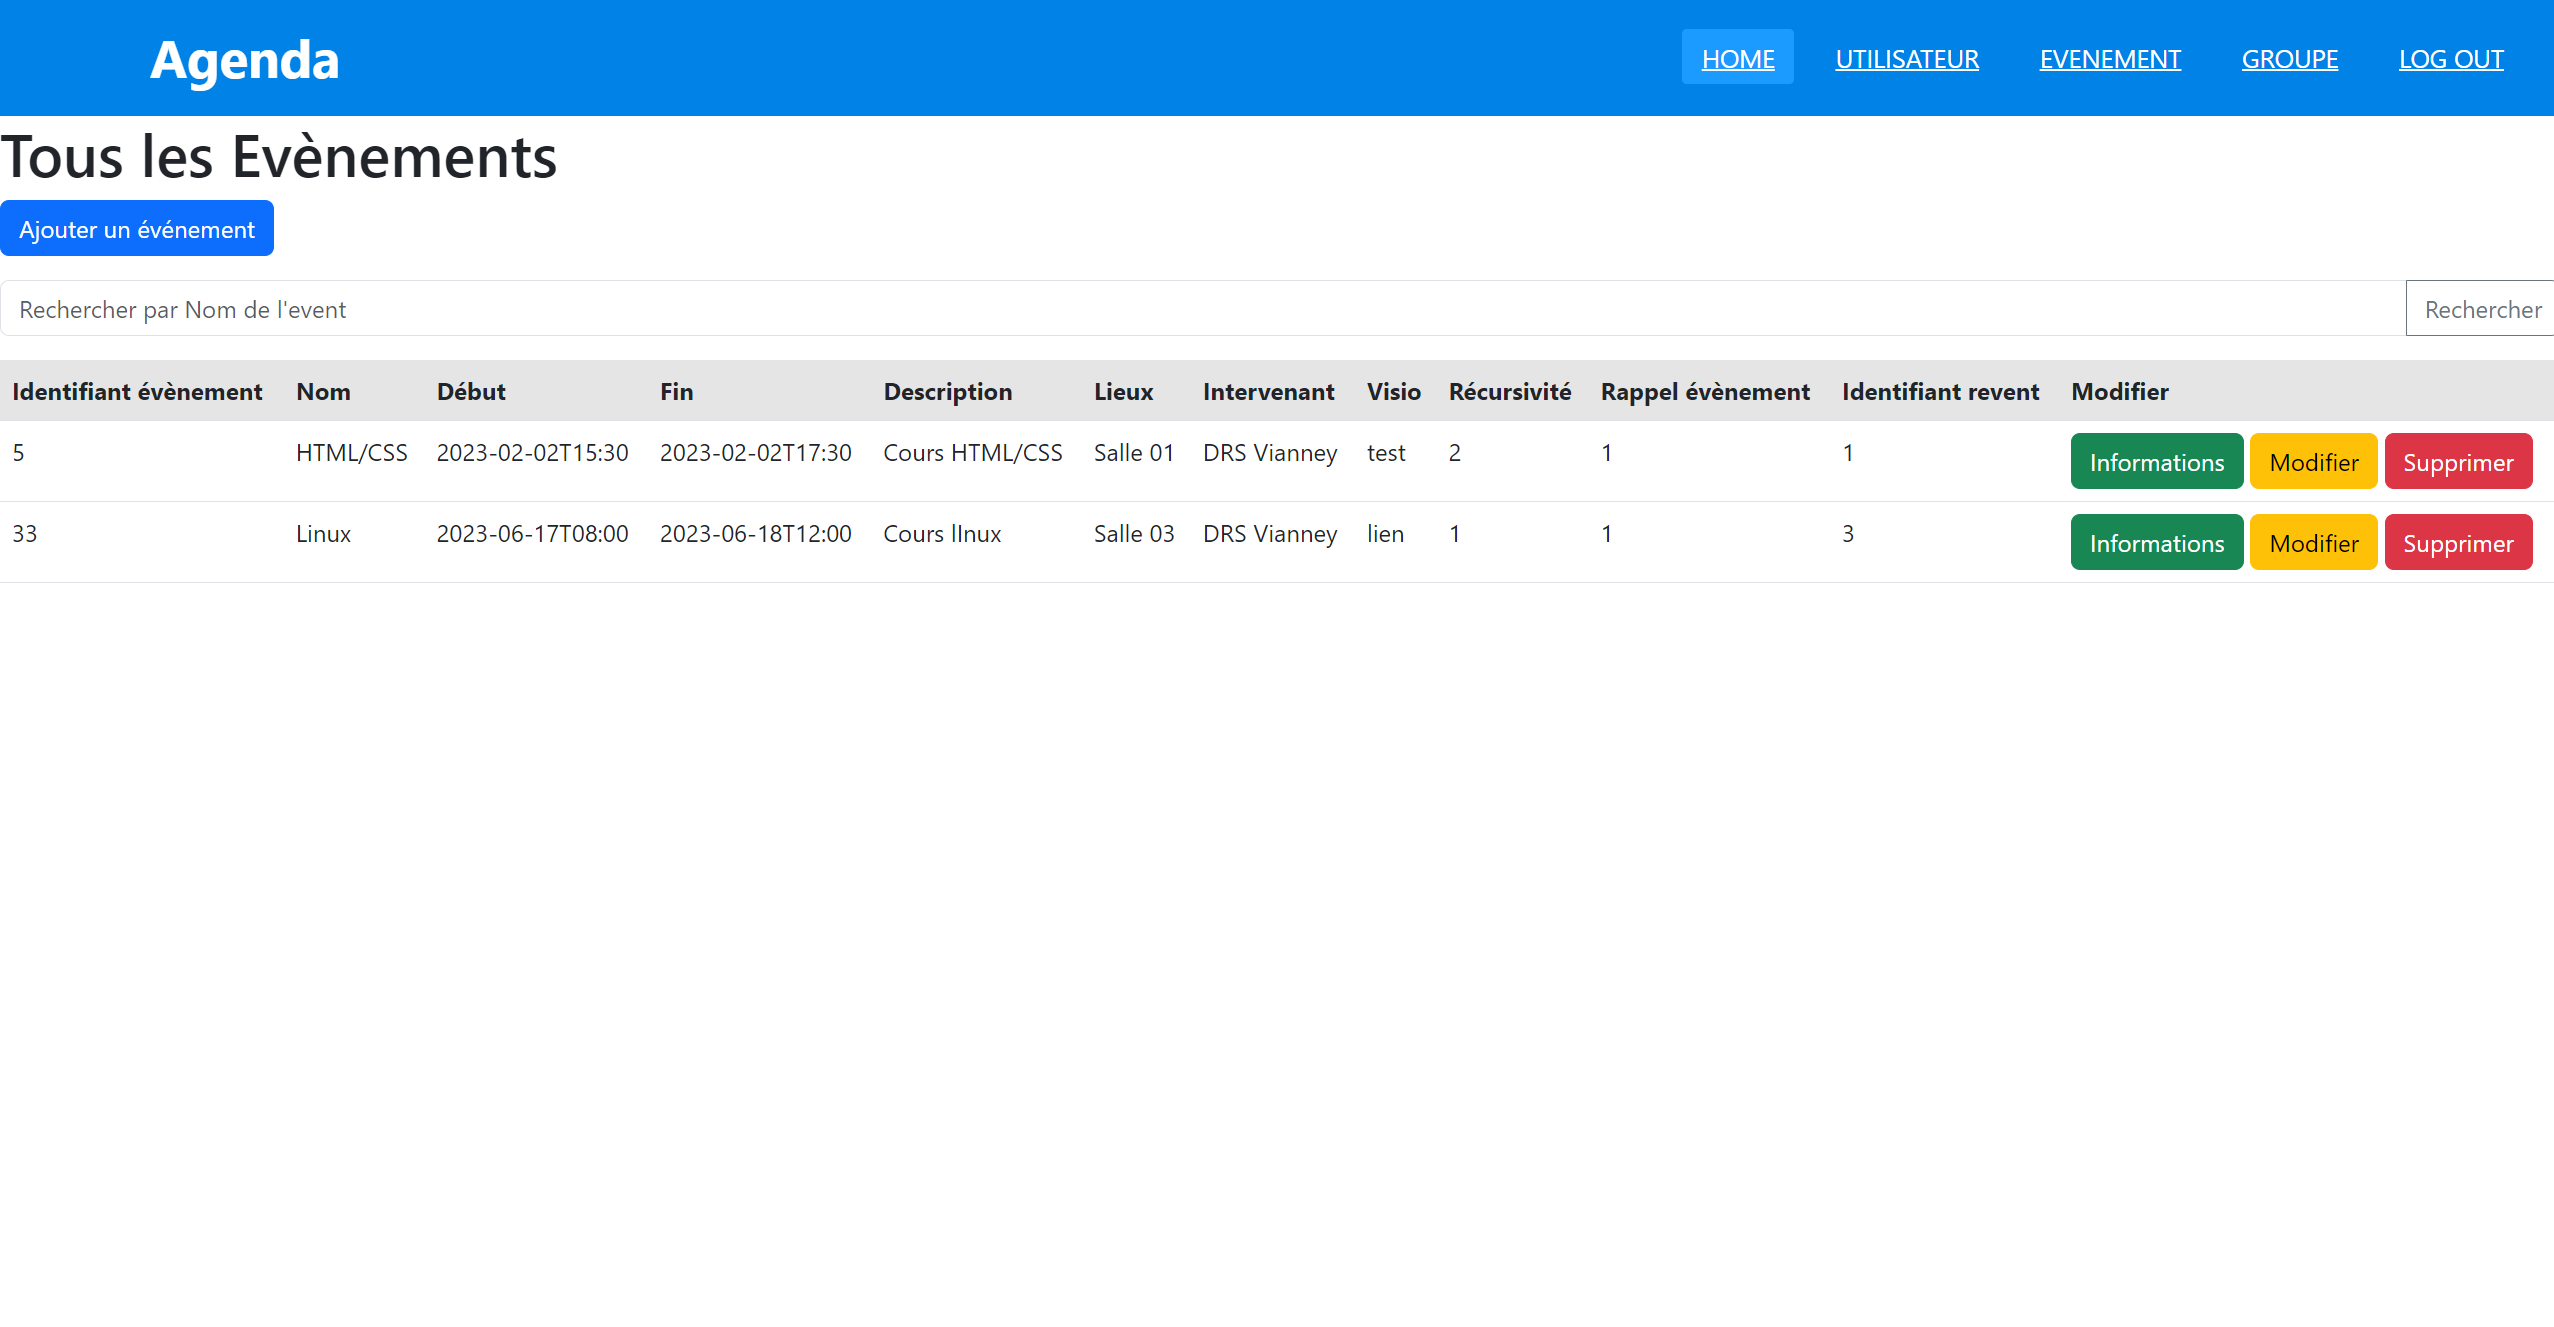 Agenda HOME UTILISATEUR EVENEMENT GROUPE LOG OUT
Tous les Evènements
Ajouter un événement
Rechercher par Nom de l'event Rechercher
Identifiant évènement Nom Début Fin Description Lieux Intervenant Visio Récursivité Rappel évènement Identifiant revent Modifier
5 HTML/CSS 2023-02-02T15:30 2023-02-02T17:30 Cours HTML/CSS Salle 01 DRS Vianney test 2 1 1 Informations Modifier Supprimer
33 Linux 2023-06-17T08:00 2023-06-18T12:00 Cours lInux Salle 03 DRS Vianney lien 1 1 3 Informations Modifier Supprimer